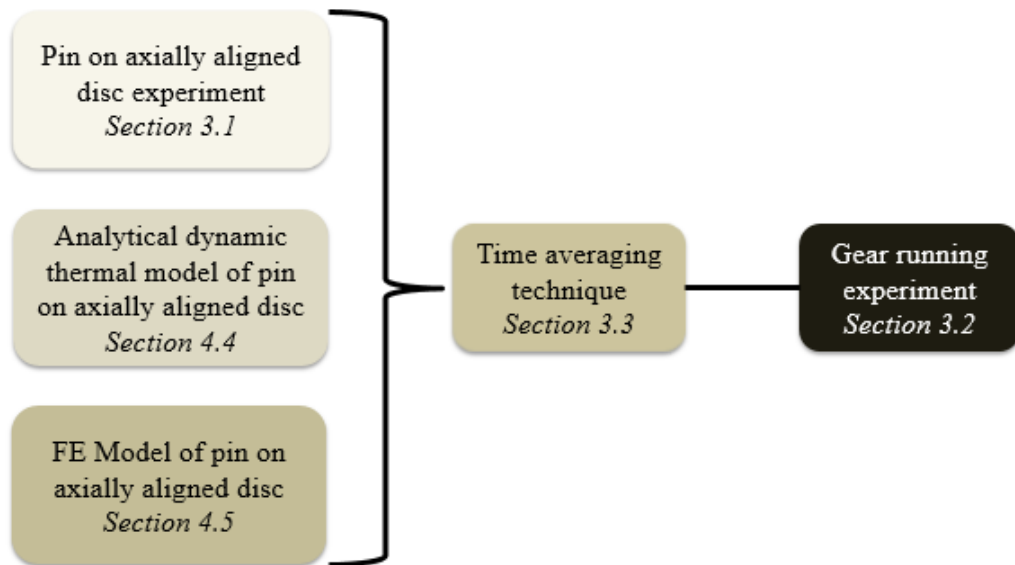 Pin on axially aligned
disc experiment
Section 3.1
Analytical dynamic
thermal model of pin
on axially aligned disc
Section 4.4
FE Model of pin on
axially aligned disc
Section 4.5
Time averaging
technique
Section 3.3
Gear running
experiment
Section 3.2